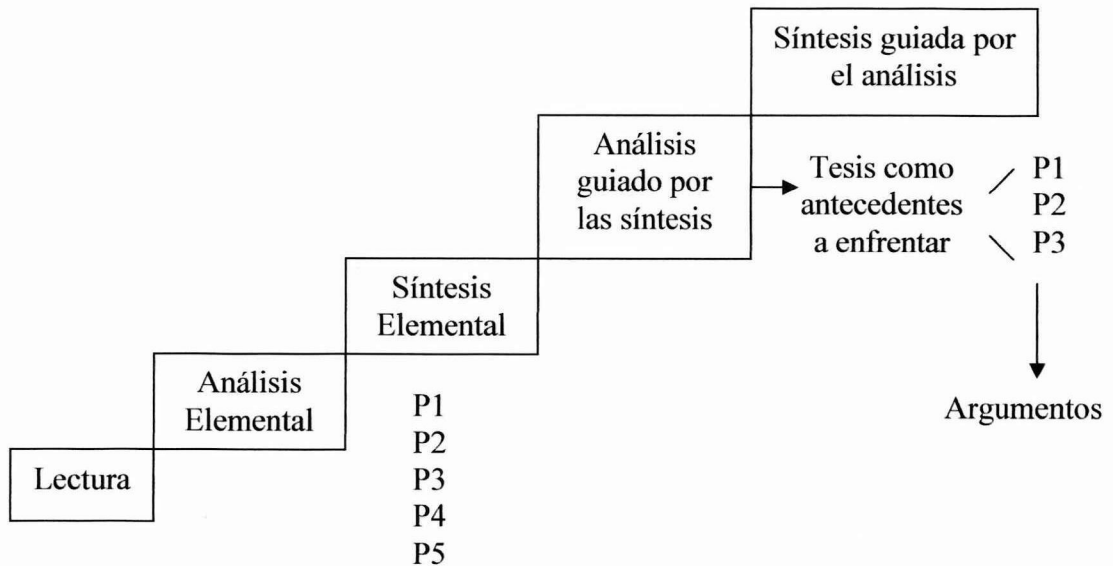 Síntesis guiada por
el análisis
Análisis
guiado por
las síntesis
Tesis como
antecedentes
a enfrentar
P1
P2
P3
Argumentos
Síntesis
Elemental
P1
P2
P3
P4
P5
Análisis
Elemental
Lectura